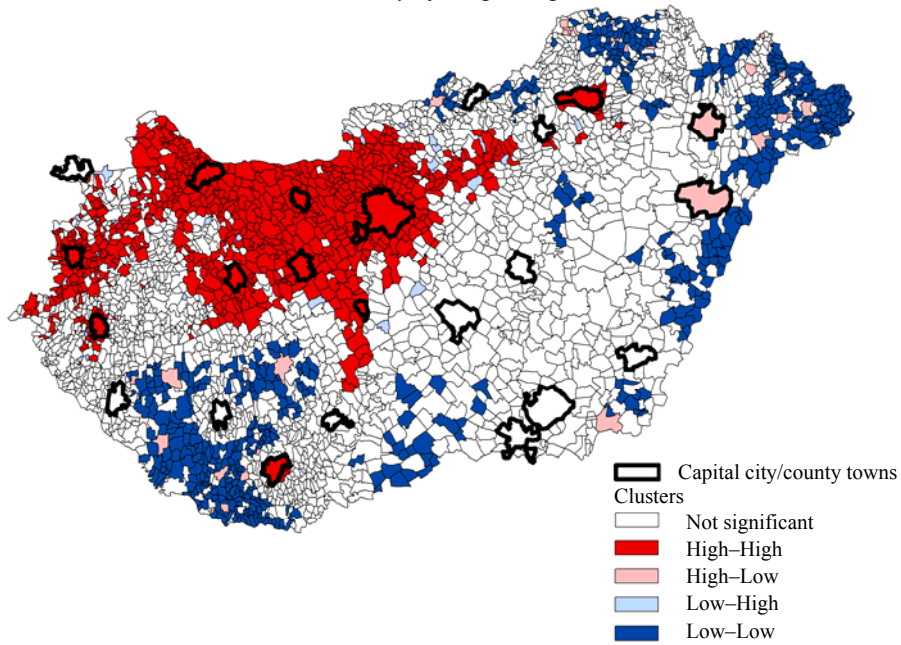 Capital city/county towns
Clusters
Not significant
High–High
High–Low
Low–High
Low–Low